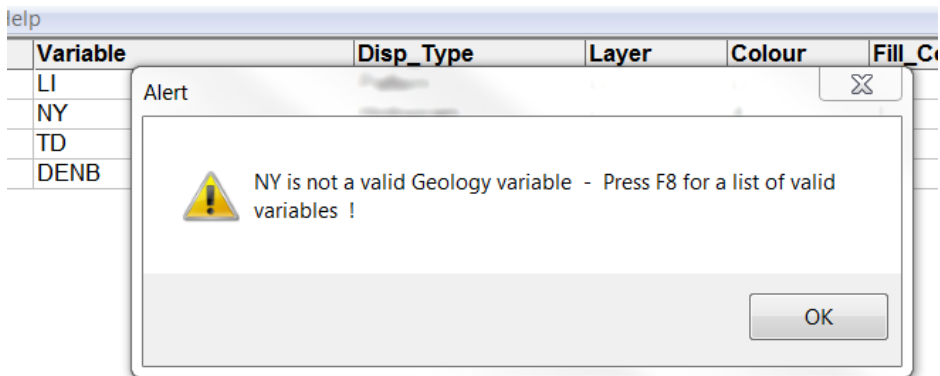 Help
Variable Disp_Type Layer Colour Fill_Co
LI
NY
TD
DENB
Alert
NY is not a valid Geology variable - Press F8 for a list of valid
variables !
OK